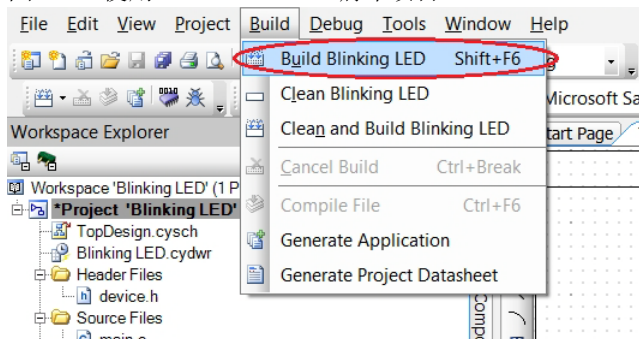 File Edit View Project Build Debug Tools Window Help
Build Blinking LED Shift+F6
Clean Blinking LED
Clean and Build Blinking LED
Cancel Build Ctrl+Break
Compile File Ctrl+F6
Generate Application
Generate Project Datasheet
Microsoft Sa
tart Page
Workspace Explorer
Workspace 'Blinking LED' (1 P
*Project 'Blinking LED'
TopDesign.cysch
Blinking LED.cydwr
Header Files
h device.h
Source Files
Compo